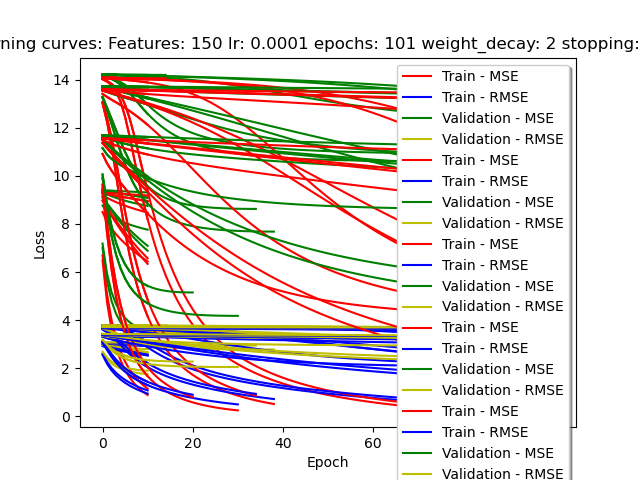 rning curves: Features: 150 lr: 0.0001 epochs: 101 weight_decay: 2 stopping:
14
12
10
8
6
4
2
0
Loss
0
20
40
60
Epoch
Train - MSE
Train - RMSE
Validation - MSE
Validation - RMSE
Train - MSE
Train - RMSE
Validation - MSE
Validation - RMSE
Train - MSE
Train - RMSE
Validation - MSE
Validation - RMSE
Train - MSE
Train - RMSE
Validation - MSE
Validation - RMSE
Train - MSE
Train - RMSE
Validation - MSE
Validation - RMSE